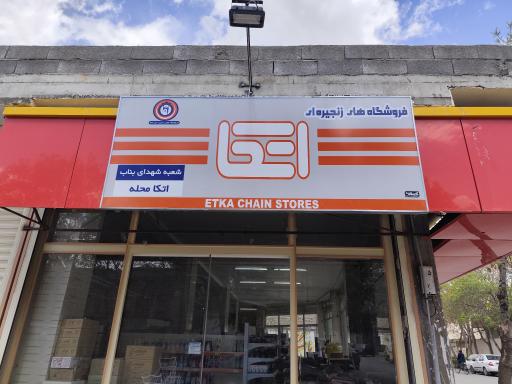 فروشگاه های زنجیره ای
اتکا
شعبه شهدای بناب
اتکا محله
ETKA CHAIN STORES